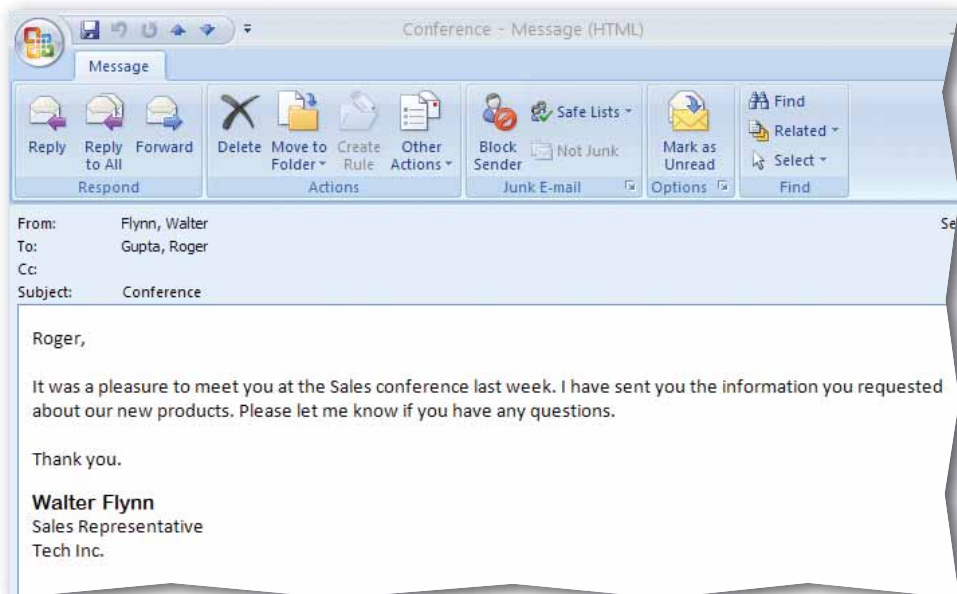 Conference - Message (HTML)
Message
Reply
Reply to All
Forward
Delete
Move to Folder
Create Rule
Other Actions
Block Sender
Safe Lists
Not Junk
Mark as Unread
Find
Related
Select
Respond
Actions
Junk E-mail
Options
Find
From: Flynn, Walter
To: Gupta, Roger
Cc:
Subject: Conference
Roger,
It was a pleasure to meet you at the Sales conference last week. I have sent you the information you requested
about our new products. Please let me know if you have any questions.
Thank you.
Walter Flynn
Sales Representative
Tech Inc.